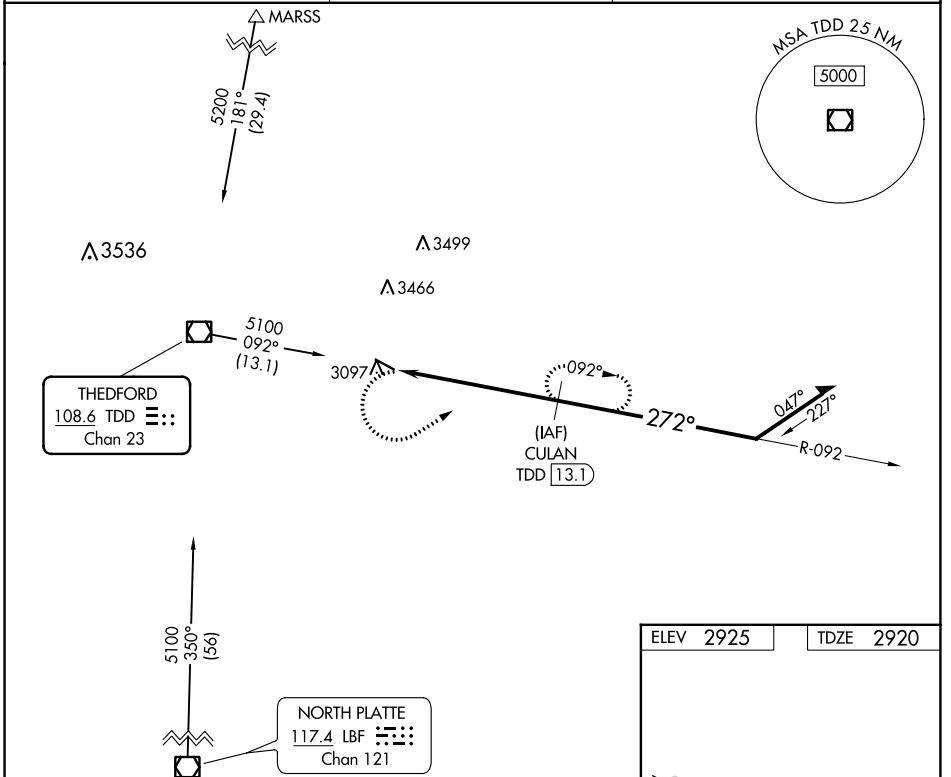 MARSS
5200
181°
(29.4)
MSA TDD 25 NM
5000
3536
3499
3466
5100
092°
(13.1)
3097
THEDFORD
108.6 TDD
Chan 23
092°
(IAF)
CULAN
TDD 13.1
272°
047°
227°
R-092
5100
350°
(56)
NORTH PLATTE
117.4 LBF
Chan 121
ELEV 2925
TDZE 2920